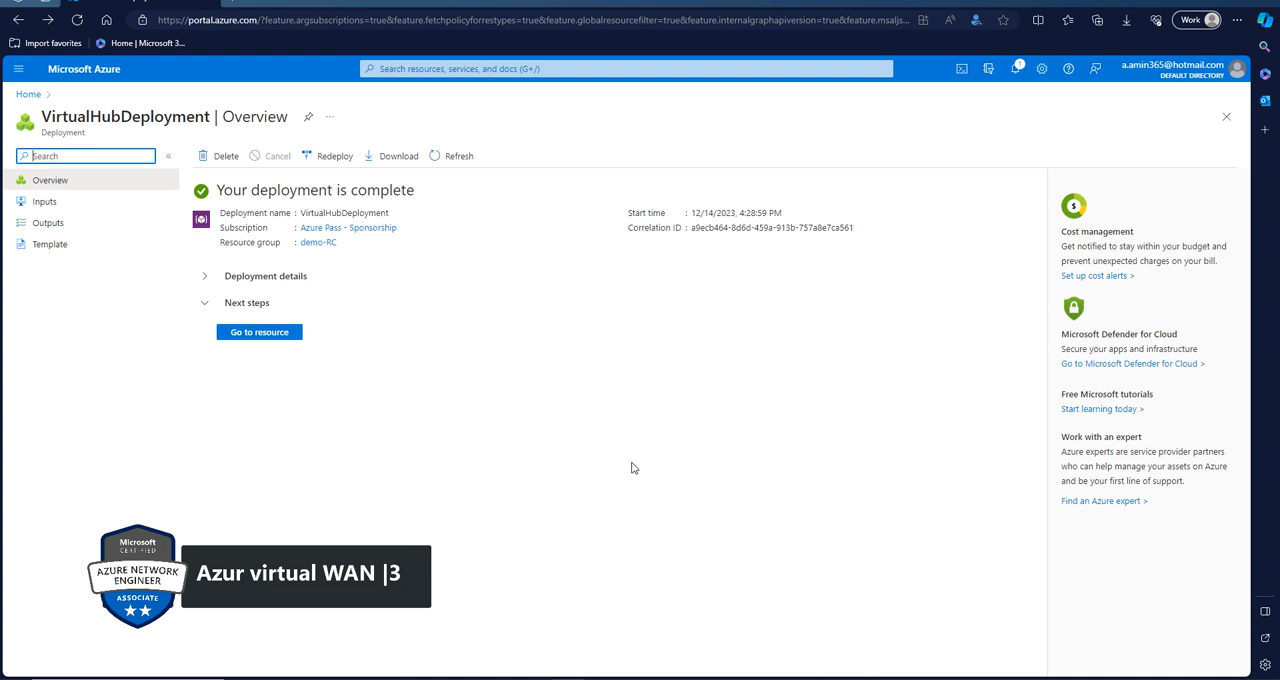 https://portal.azure.com/?feature.argsubscriptions=true&feature.fetchpolicyforrestypes=true&feature.globalresourcefilter=true&feature.internalgraphapiversion=true&feature.msaljs...
Work
Import favorites
Home | Microsoft 3...
Microsoft Azure
Search resources, services, and docs (G+/)
1
a.amin365@hotmail.com
DEFAULT DIRECTORY
Home >
VirtualHubDeployment | Overview
Deployment
Search
Delete
Cancel
Redeploy
Download
Refresh
Overview
Inputs
Outputs
Template
Your deployment is complete
Deployment name : VirtualHubDeployment
Subscription : Azure Pass - Sponsorship
Resource group : demo-RC
Start time : 12/14/2023, 4:28:59 PM
Correlation ID : a9ecb464-8d6d-459a-913b-757a8e7ca561
Deployment details
Next steps
Go to resource
Cost management
Get notified to stay within your budget and
prevent unexpected charges on your bill.
Set up cost alerts >
Microsoft Defender for Cloud
Secure your apps and infrastructure
Go to Microsoft Defender for Cloud >
Free Microsoft tutorials
Start learning today >
Work with an expert
Azure experts are service provider partners
who can help manage your assets on Azure
and be your first line of support.
Find an Azure expert >
Microsoft
CERTIFIED
AZURE NETWORK
ENGINEER
ASSOCIATE
Azur virtual WAN |3